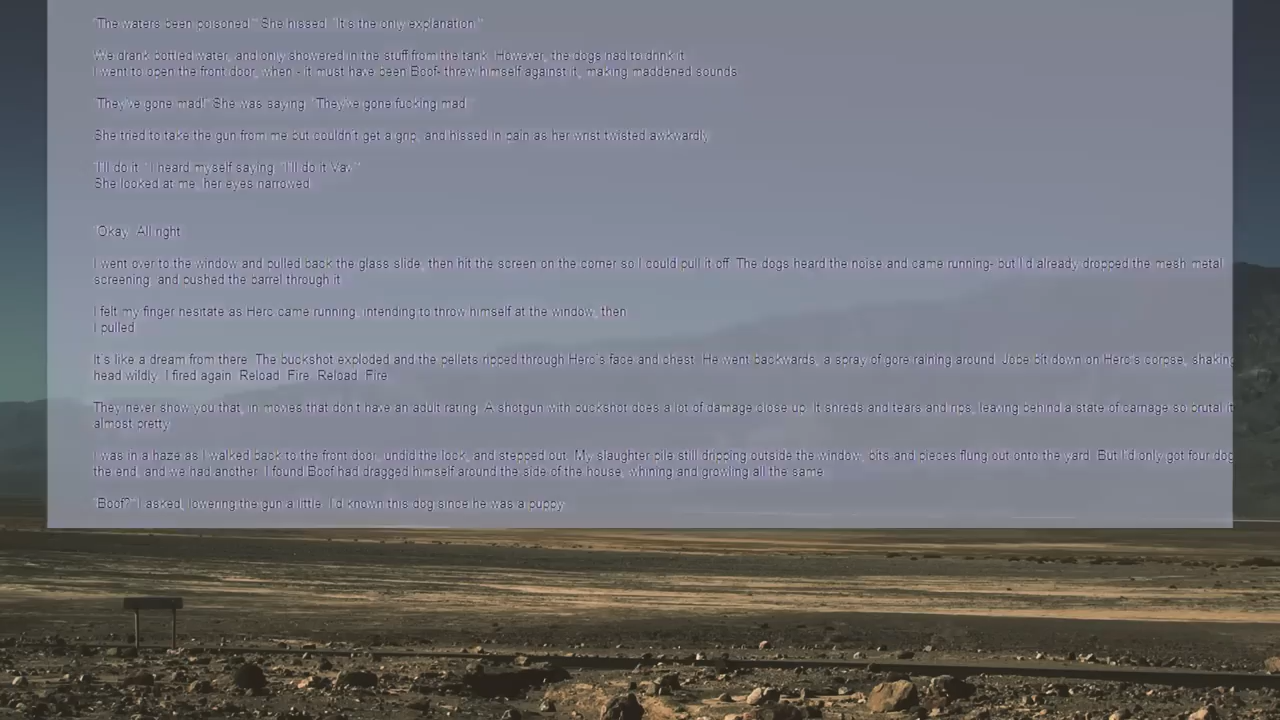 "The waters been poisoned!" She hissed. "It's the only explanation."
We drank bottled water, and only showered in the stuff from the tank. However, the dogs had to drink it.
I went to open the front door, when - it must have been Boof- threw himself against it, making maddened sounds.
"They've gone mad!" She was saying. "They've gone fucking mad."
She tried to take the gun from me but couldn't get a grip, and hissed in pain as her wrist twisted awkwardly.
"I'll do it." I heard myself saying. "I'll do it Vav."
She looked at me, her eyes narrowed.
"Okay. All right."
I went over to the window and pulled back the glass slide, then hit the screen on the corner so I could pull it off. The dogs heard the noise and came running- but I'd already dropped the mesh metal
screening, and pushed the barrel through it.
I felt my finger hesitate as Hero came running, intending to throw himself at the window, then
I pulled.
It's like a dream from there. The buckshot exploded and the pellets ripped through Hero's face and chest. He went backwards, a spray of gore raining around. Jobe bit down on Hero's corpse, shaking
head wildly. I fired again. Reload. Fire. Reload. Fire.
They never show you that, in movies that don't have an adult rating. A shotgun with buckshot does a lot of damage close up. It shreds and tears and rips, leaving behind a state of carnage so brutal it
almost pretty.
I was in a haze as I walked back to the front door, undid the lock, and stepped out. My slaughter pile still dripping outside the window, bits and pieces flung out onto the yard. But I'd only got four dog
the end, and we had another. I found Boof had dragged himself around the side of the house, whining and growling all the same.
"Boof?" I asked, lowering the gun a little. I'd known this dog since he was a puppy.